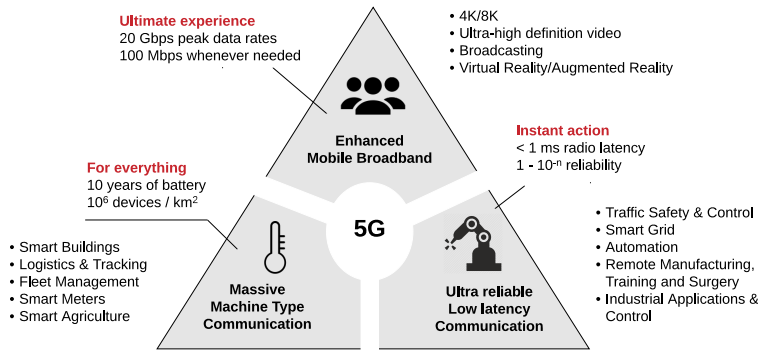 Ultimate experience
20 Gbps peak data rates
100 Mbps whenever needed
• 4K/8K
• Ultra-high definition video
• Broadcasting
• Virtual Reality/Augmented Reality
Enhanced
Mobile Broadband
Instant action
< 1 ms radio latency
1 - 10⁻ⁿ reliability
For everything
10 years of battery
10⁶ devices / km²
5G
• Smart Buildings
• Logistics & Tracking
• Fleet Management
• Smart Meters
• Smart Agriculture
Massive
Machine Type
Communication
Ultra reliable
Low latency
Communication
• Traffic Safety & Control
• Smart Grid
• Automation
• Remote Manufacturing,
Training and Surgery
• Industrial Applications &
Control